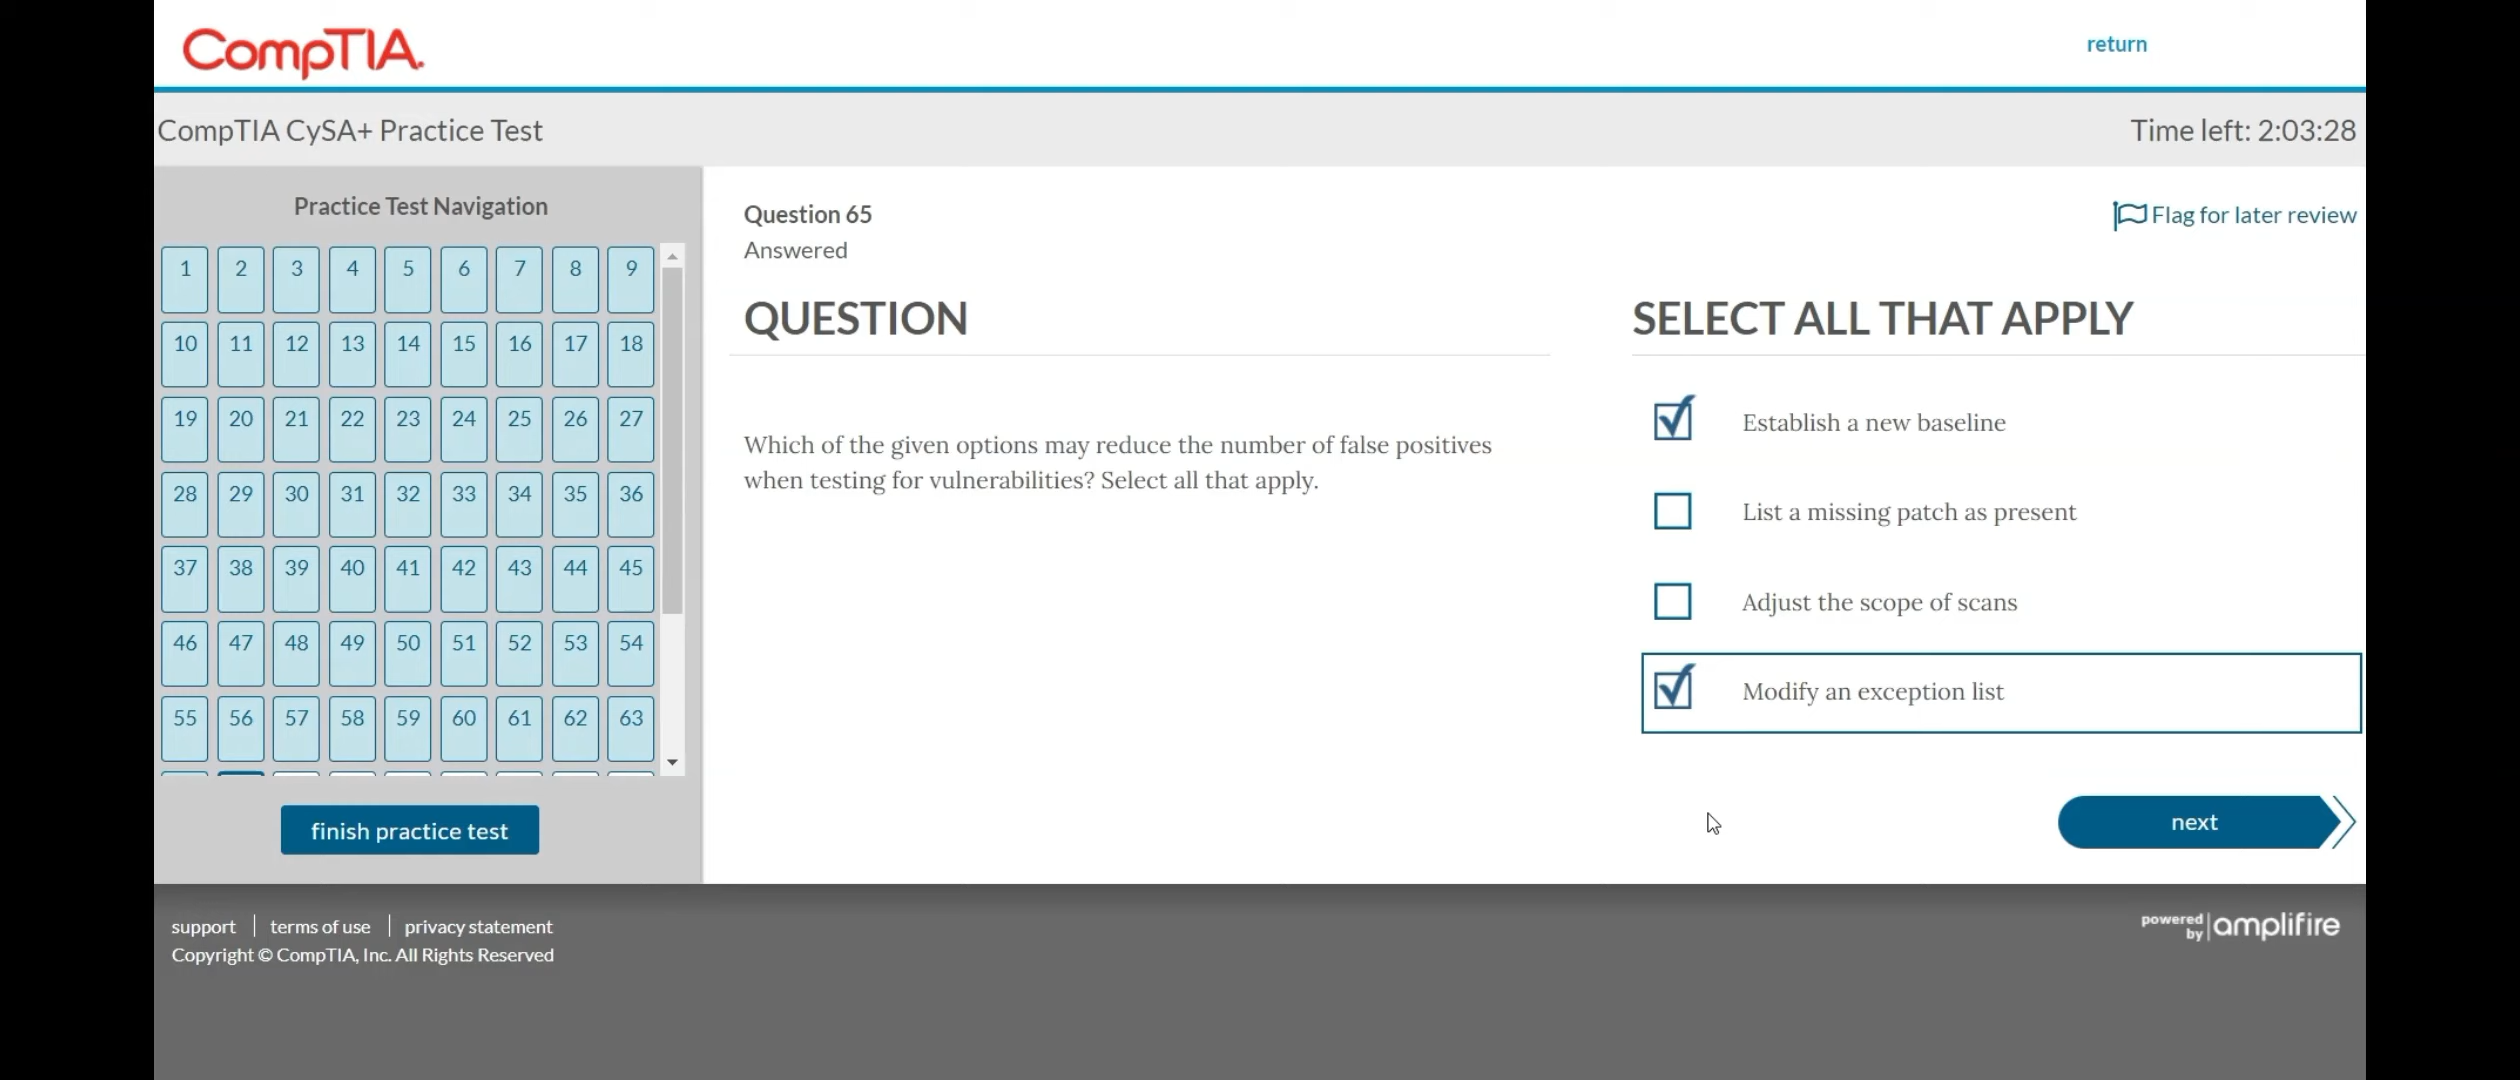 CompTIA.
return
CompTIA CySA+ Practice Test
Time left: 2:03:28
Practice Test Navigation
1 2 3 4 5 6 7 8 9
10 11 12 13 14 15 16 17 18
19 20 21 22 23 24 25 26 27
28 29 30 31 32 33 34 35 36
37 38 39 40 41 42 43 44 45
46 47 48 49 50 51 52 53 54
55 56 57 58 59 60 61 62 63
finish practice test
Question 65
Answered
Flag for later review
QUESTION
Which of the given options may reduce the number of false positives
when testing for vulnerabilities? Select all that apply.
SELECT ALL THAT APPLY
Establish a new baseline
List a missing patch as present
Adjust the scope of scans
Modify an exception list
next
support | terms of use | privacy statement
Copyright © CompTIA, Inc. All Rights Reserved
powered
by
amplifire